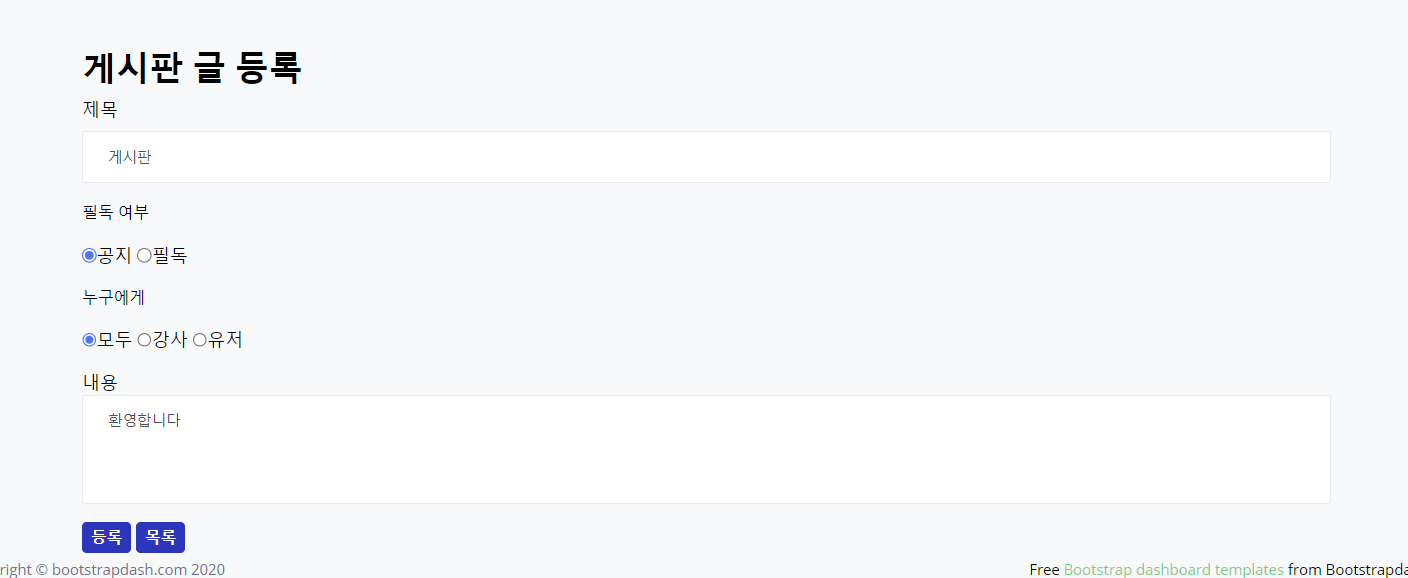 게시판 글 등록
제목
게시판
필독 여부
공지 필독
누구에게
모두 강사 유저
내용
환영합니다
등록 목록
right © bootstrapdash.com 2020
Free Bootstrap dashboard templates from Bootstrapda